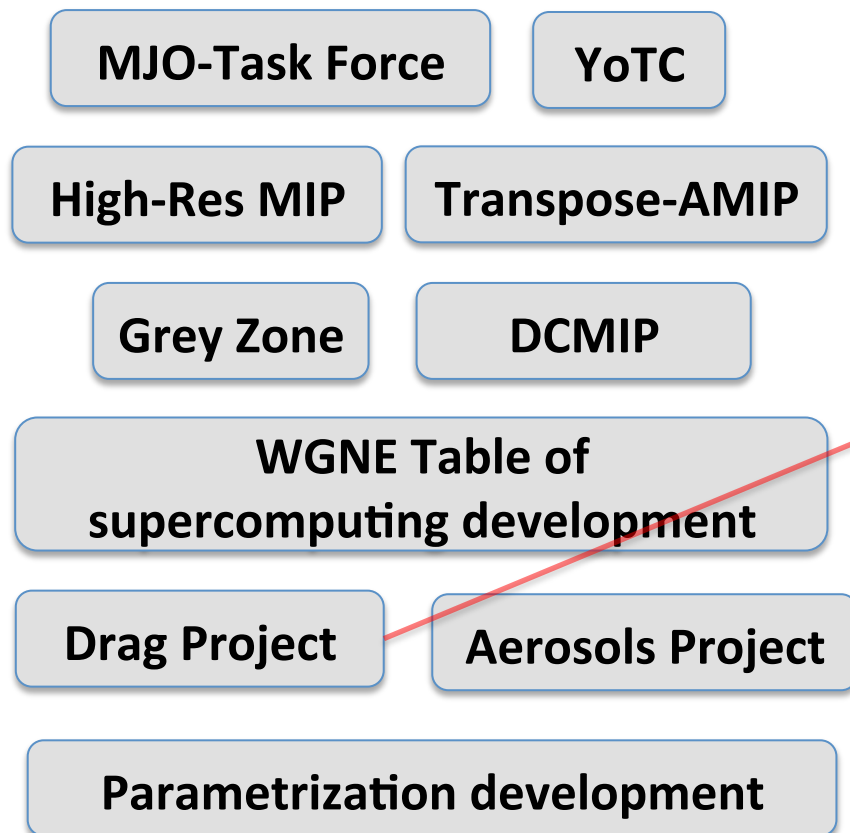 MJO-Task Force
YoTC
High-Res MIP
Transpose-AMIP
Grey Zone
DCMIP
WGNE Table of
supercomputing development
Drag Project
Aerosols Project
Parametrization development